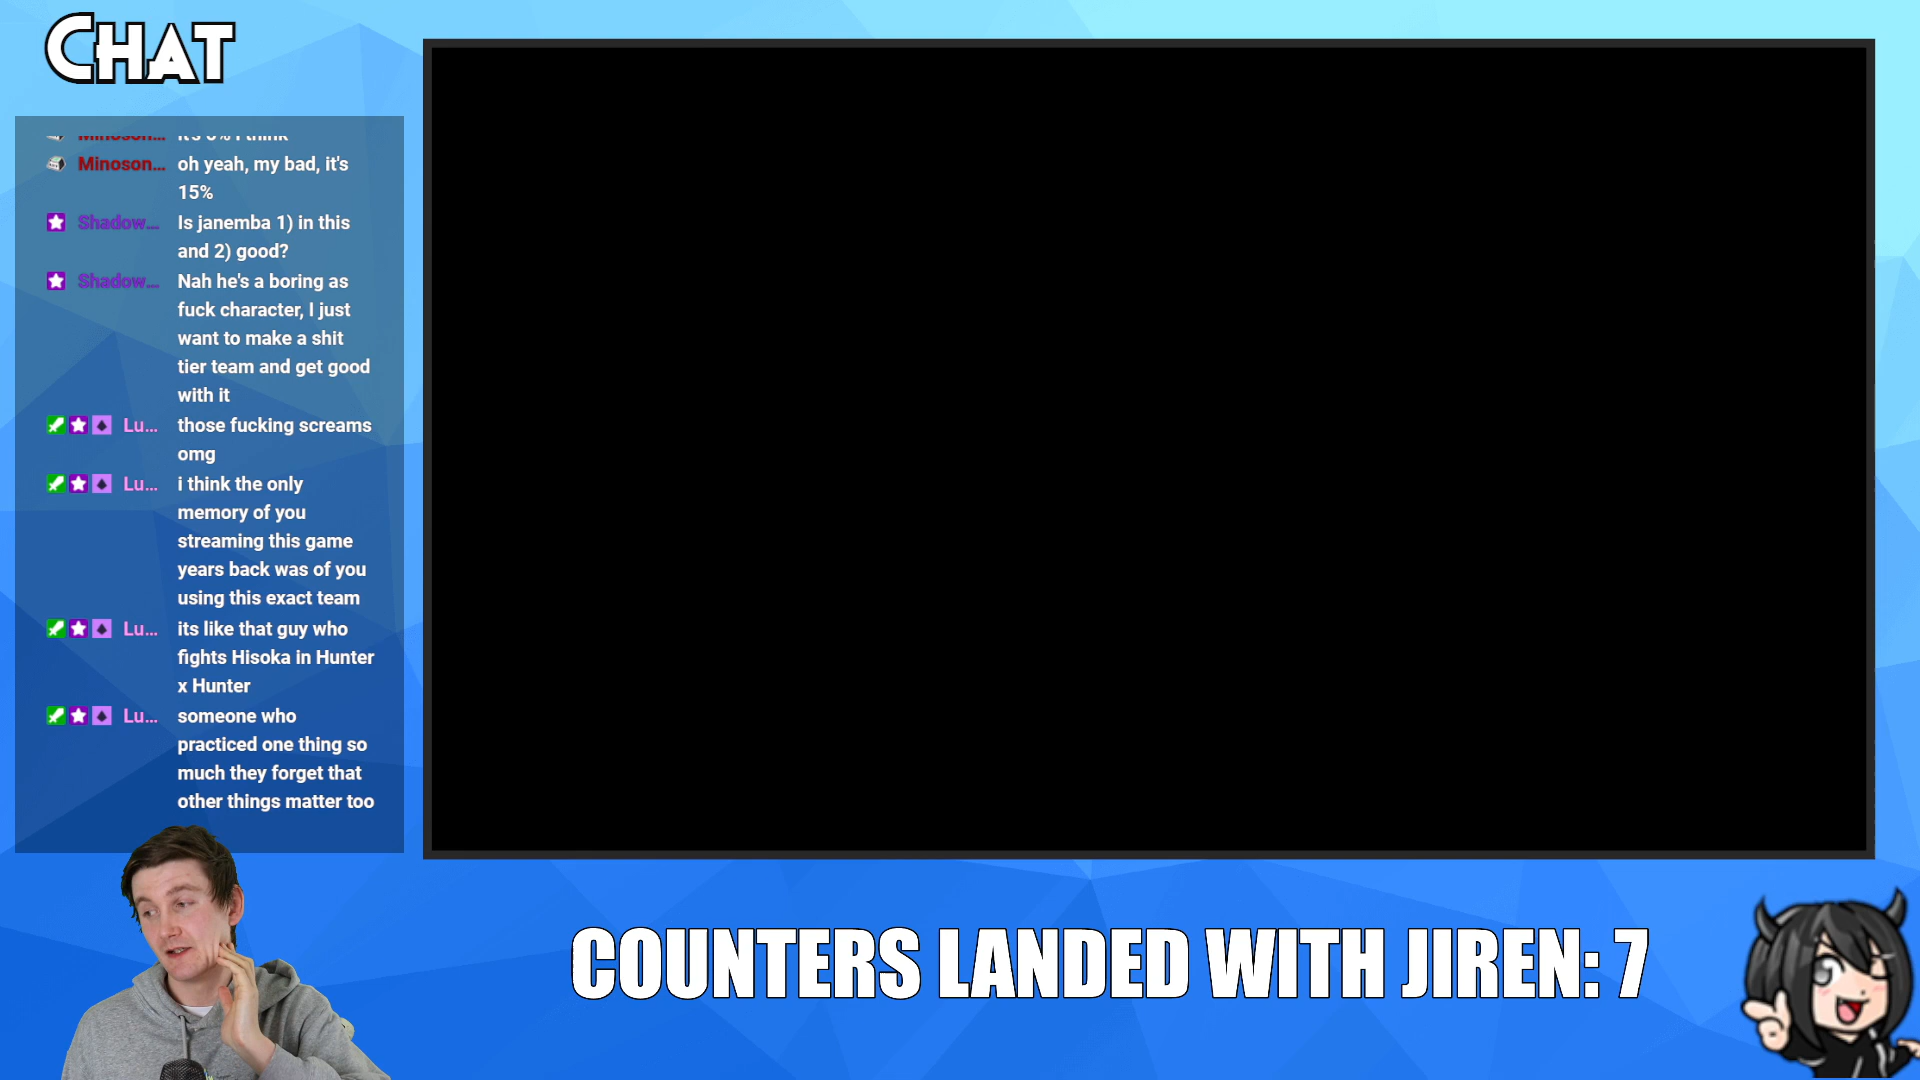 CHAT
Minoson... it's 5% I think
Minoson... oh yeah, my bad, it's
15%
Shadow... Is janemba 1) in this
and 2) good?
Shadow... Nah he's a boring as
fuck character, I just
want to make a shit
tier team and get good
with it
Lu... those fucking screams
omg
Lu... i think the only
memory of you
streaming this game
years back was of you
using this exact team
Lu... its like that guy who
fights Hisoka in Hunter
x Hunter
Lu... someone who
practiced one thing so
much they forget that
other things matter too
COUNTERS LANDED WITH JIREN: 7